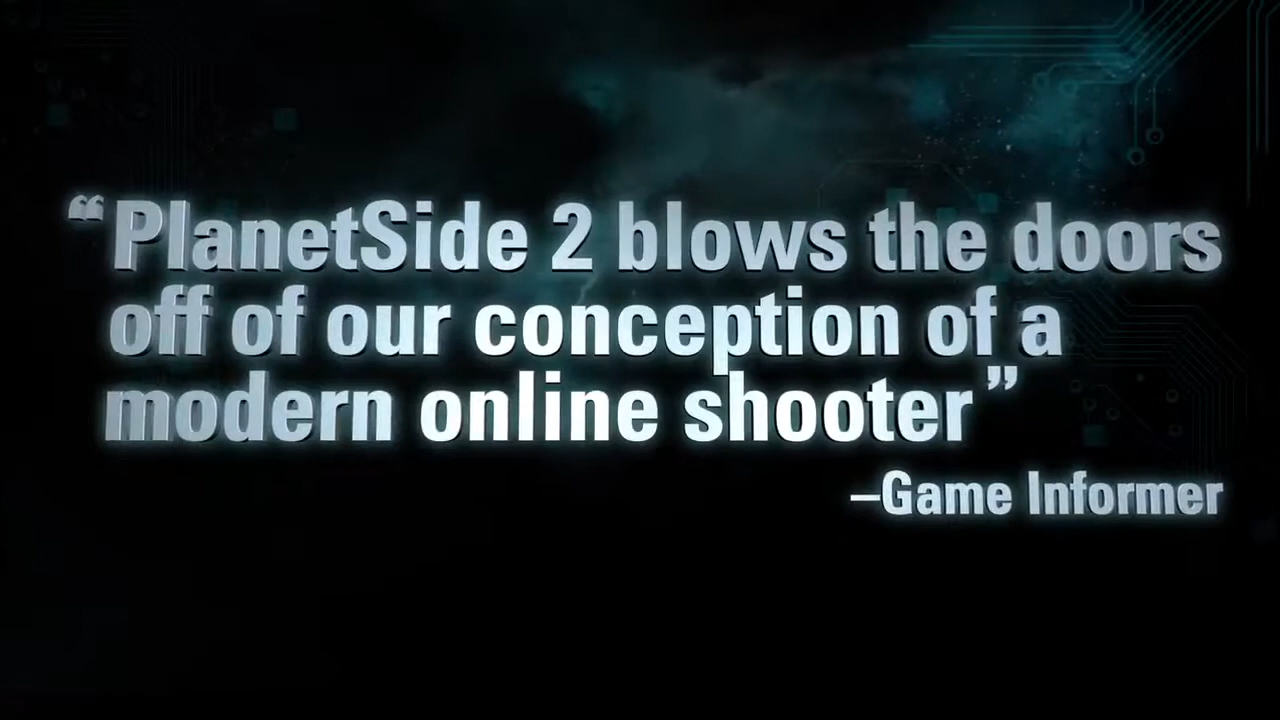 “PlanetSide 2 blows the doors
off of our conception of a
modern online shooter”
–Game Informer